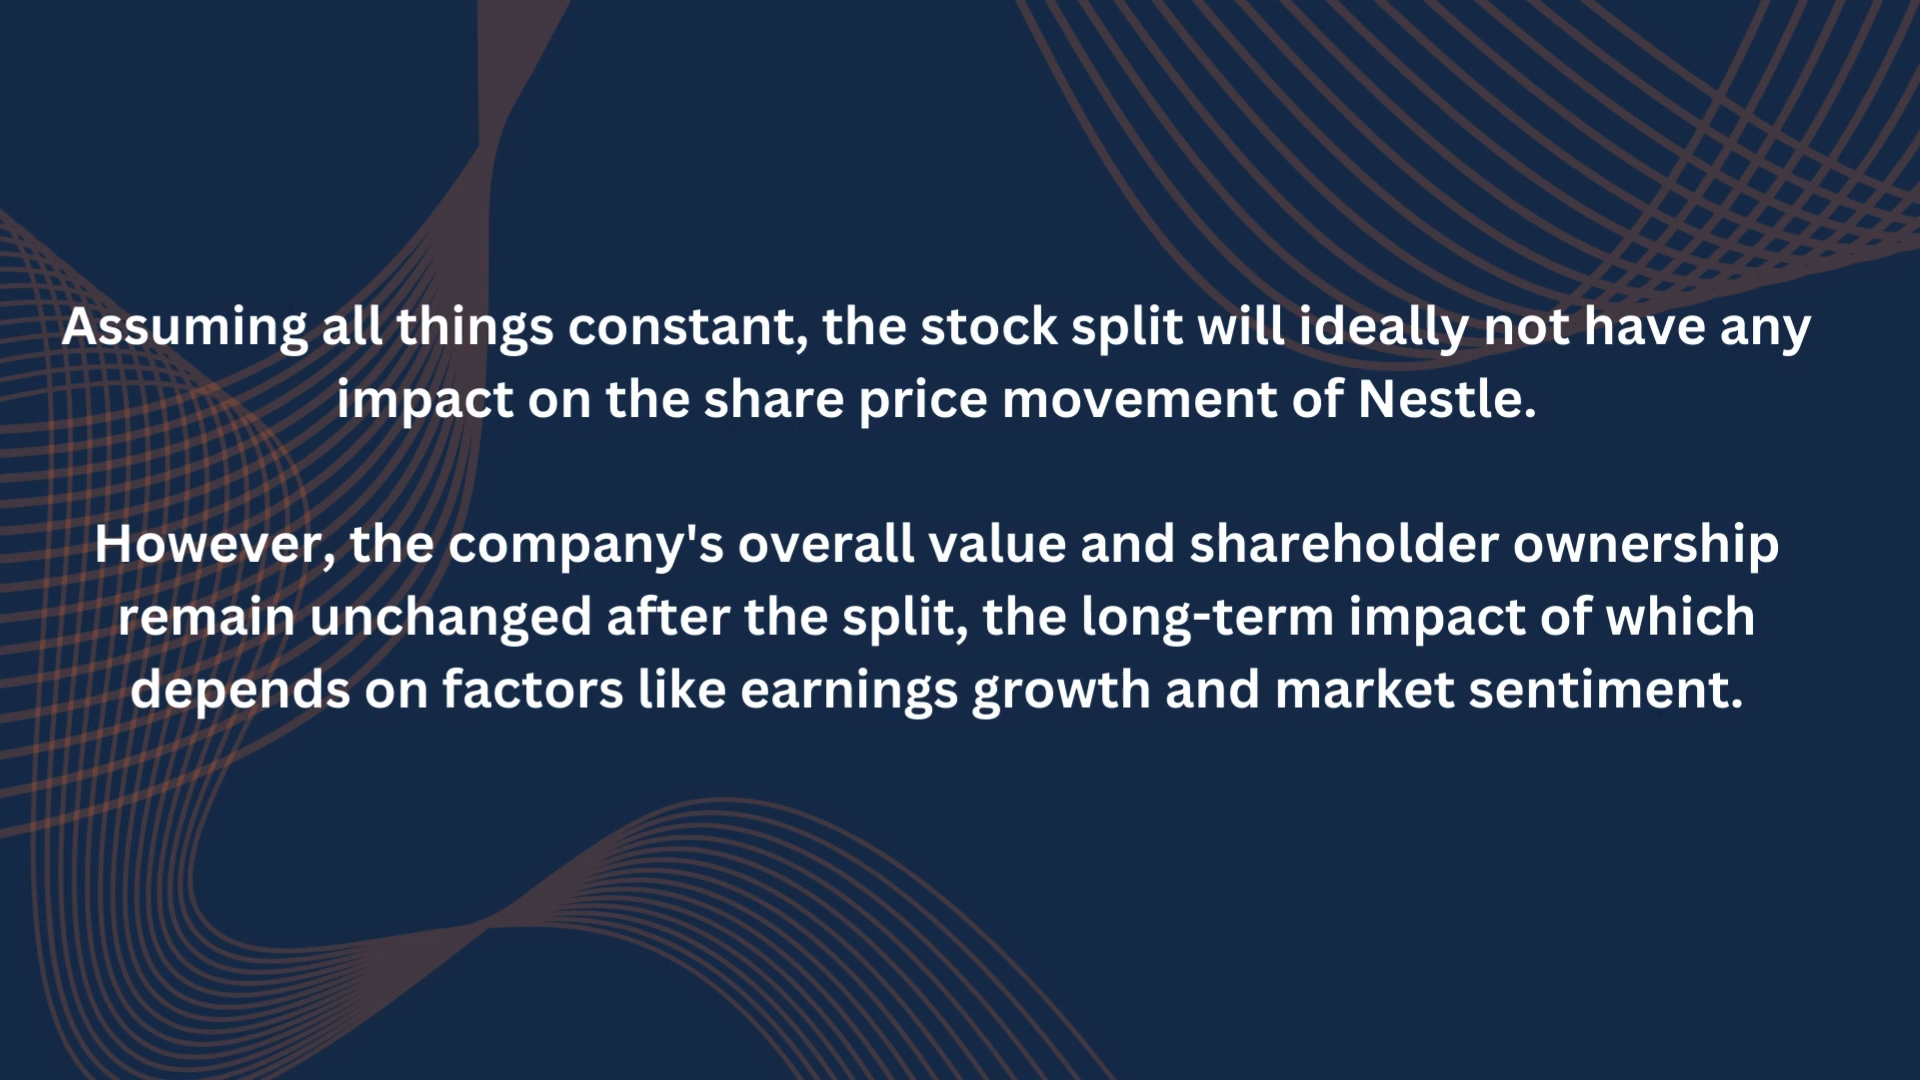 Assuming all things constant, the stock split will ideally not have any
impact on the share price movement of Nestle.
However, the company's overall value and shareholder ownership
remain unchanged after the split, the long-term impact of which
depends on factors like earnings growth and market sentiment.